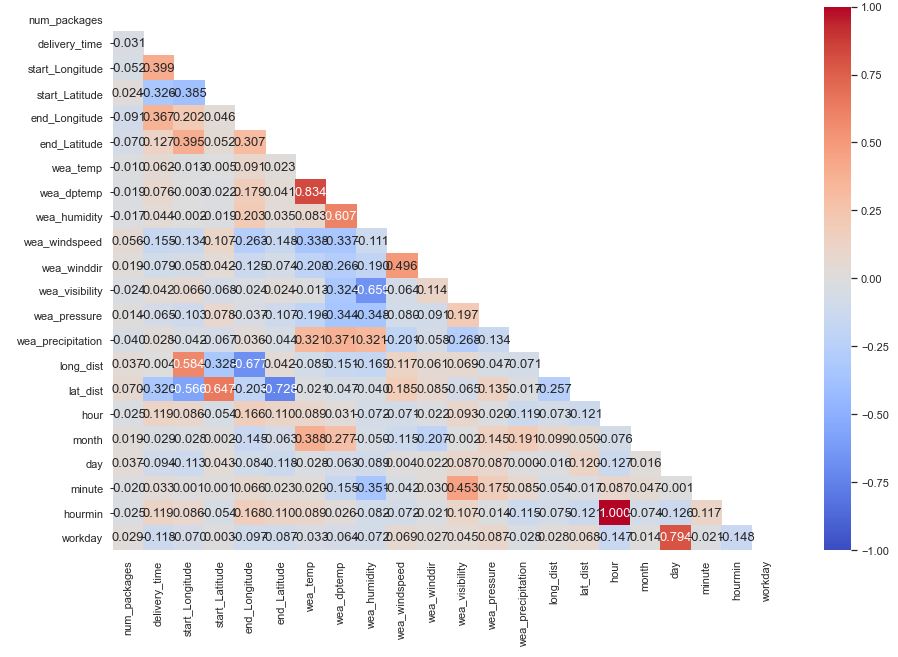 num_packages
delivery_time -0.031
start_Longitude -0.052 0.399
start_Latitude 0.024 -0.326 -0.385
end_Longitude -0.091 0.367 0.202 0.046
end_Latitude -0.070 0.127 0.395 0.052 0.307
wea_temp -0.010 0.062 -0.013 -0.005 0.091 0.023
wea_dptemp -0.019 0.076 -0.003 -0.022 0.179 0.041 0.834
wea_humidity -0.017 0.044 -0.002 -0.019 0.203 0.035 0.083 0.607
wea_windspeed 0.056 -0.155 -0.134 0.107 -0.263 -0.148 -0.338 -0.337 -0.111
wea_winddir 0.019 -0.079 -0.058 0.042 -0.125 -0.074 -0.208 -0.266 -0.190 0.496
wea_visibility -0.024 0.042 0.066 -0.068 -0.024 0.024 -0.013 -0.324 -0.655 -0.064 0.114
wea_pressure 0.014 -0.065 -0.103 0.078 -0.037 -0.107 -0.196 -0.344 -0.348 -0.080 -0.091 0.197
wea_precipitation -0.040 0.028 -0.042 -0.067 0.036 -0.044 0.321 0.371 0.321 -0.201 -0.058 -0.268 -0.134
long_dist 0.037 -0.004 0.584 -0.328 -0.677 0.042 -0.085 -0.151 -0.169 0.117 0.061 0.069 -0.047 -0.071
lat_dist 0.070 -0.320 -0.566 0.647 -0.203 -0.728 -0.021 -0.047 -0.040 0.185 0.085 -0.065 0.135 -0.017 -0.257
hour -0.025 0.119 0.086 -0.054 0.166 0.110 0.089 0.031 -0.072 -0.071 -0.022 0.093 -0.020 -0.119 -0.073 -0.121
month 0.019 -0.029 -0.028 0.002 -0.145 -0.063 0.388 0.277 -0.050 -0.115 -0.207 -0.002 0.145 0.191 0.099 0.050 -0.076
day 0.037 -0.094 -0.113 0.043 -0.084 -0.118 -0.028 -0.063 -0.089 0.004 0.022 0.087 0.087 0.000 -0.016 0.120 -0.127 0.016
minute -0.020 0.033 0.001 0.001 0.066 0.023 0.020 -0.155 -0.351 -0.042 -0.030 0.453 0.175 0.085 -0.054 -0.017 0.087 0.047 -0.001
hourmin -0.025 0.119 0.086 -0.054 0.168 0.110 0.089 0.026 -0.082 -0.072 -0.021 0.107 -0.014 -0.115 -0.075 -0.121 1.000 -0.074 -0.126 0.117
workday 0.029 -0.118 -0.070 0.003 -0.097 -0.087 -0.033 -0.064 -0.072 0.069 -0.027 0.045 0.087 -0.028 0.028 0.068 -0.147 0.014 0.794 -0.021 -0.148
num_packages
delivery_time
start_Longitude
start_Latitude
end_Longitude
end_Latitude
wea_temp
wea_dptemp
wea_humidity
wea_windspeed
wea_winddir
wea_visibility
wea_pressure
wea_precipitation
long_dist
lat_dist
hour
month
day
minute
hourmin
workday
1.00
0.75
0.50
0.25
0.00
−0.25
−0.50
−0.75
−1.00